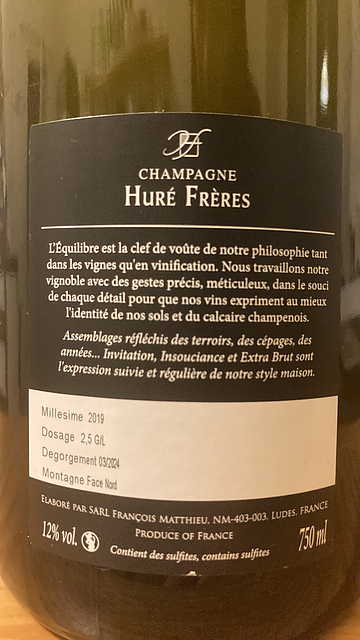 CHAMPAGNE
HURÉ FRÈRES
L'Équilibre est la clef de voûte de notre philosophie tant
dans les vignes qu'en vinification. Nous travaillons notre
vignoble avec des gestes précis, méticuleux, dans le souci
de chaque détail pour que nos vins expriment au mieux
l'identité de nos sols et du calcaire champenois.
Assemblages réfléchis des terroirs, des cépages, des
années... Invitation, Insouciance et Extra Brut sont
l'expression suivie et régulière de notre style maison.
Millesime 2019
Dosage 2,5 G/L
Degorgement 03/2024
Montagne Face Nord
ELABORÉ PAR SARL FRANÇOIS MATTHIEU, NM-403-003, LUDES, FRANCE
PRODUCE OF FRANCE
12% vol. 750 ml
Contient des sulfites, contains sulfites